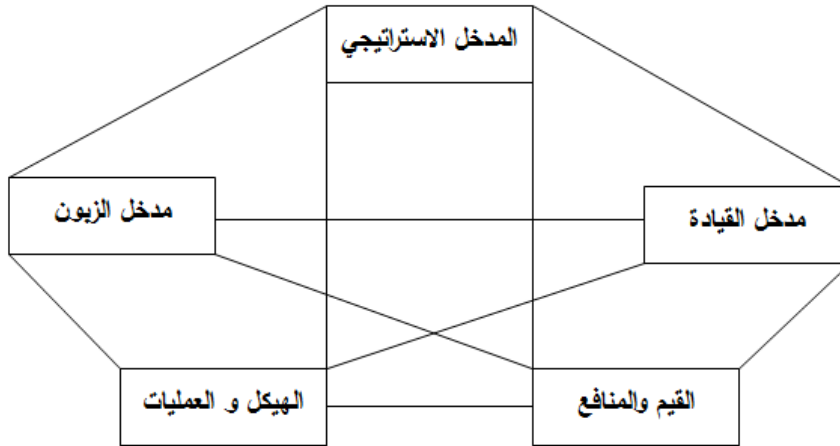 المدخل الاستراتيجي
مدخل القيادة
مدخل الزبون
القيم والمنافع
الهيكل و العمليات